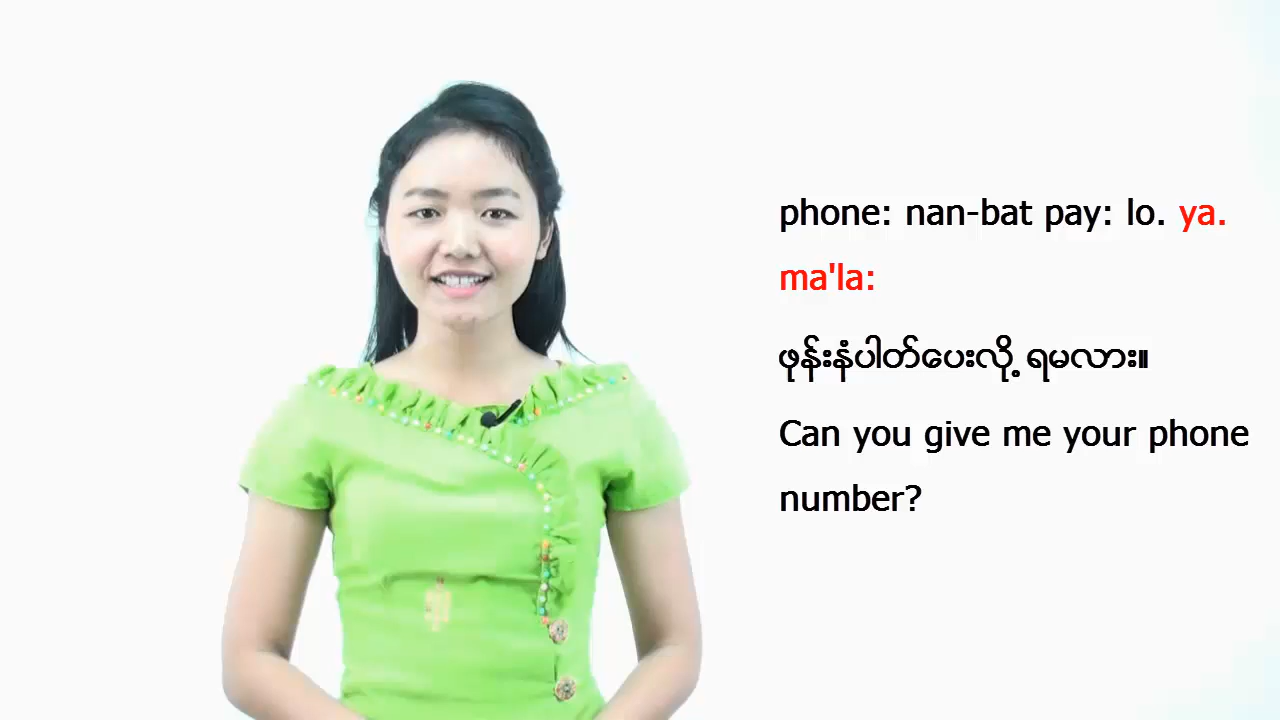 phone: nan-bat pay: lo. ya.
ma'la:
ဖုန်းနံပါတ်ပေးလို့ ရမလား။
Can you give me your phone
number?